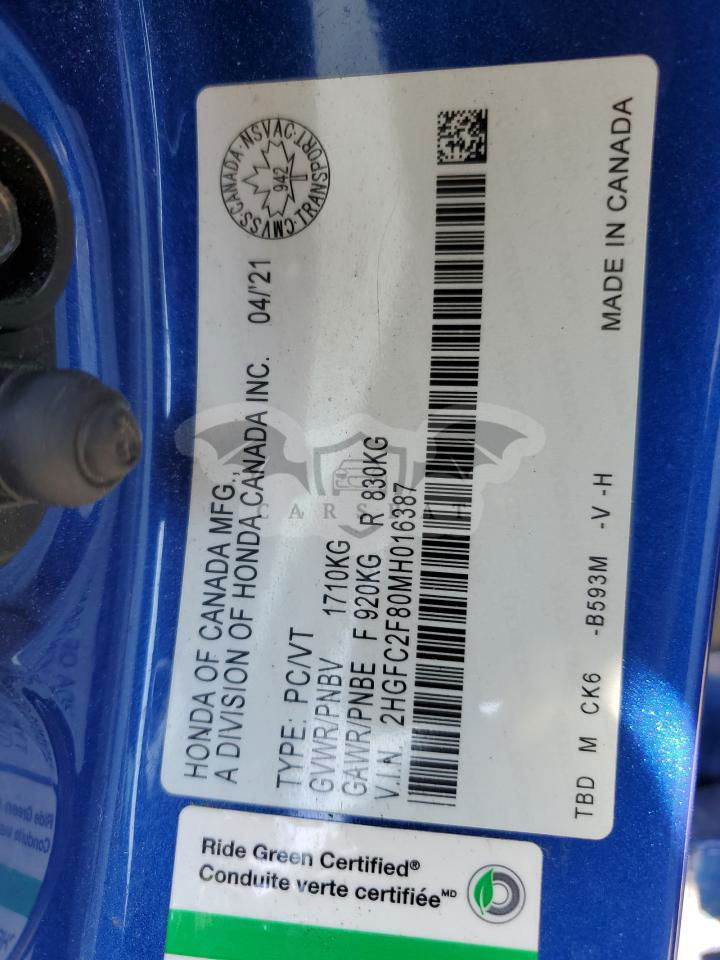 HONDA OF CANADA MFG.,
A DIVISION OF HONDA CANADA INC. 04/'21
CMVSS·CANADA·NSVAC·TRANSPORT·
942
TYPE: PC/VT
GVWR/PNBV 1710KG
GAWR/PNBE F 920KG R 830KG
V.I.N. 2HGFC2F80MH016387
TBD M CK6 -B593M -V -H
MADE IN CANADA
CARSBAT
Ride Green Certified®
Conduite verte certifiée MD